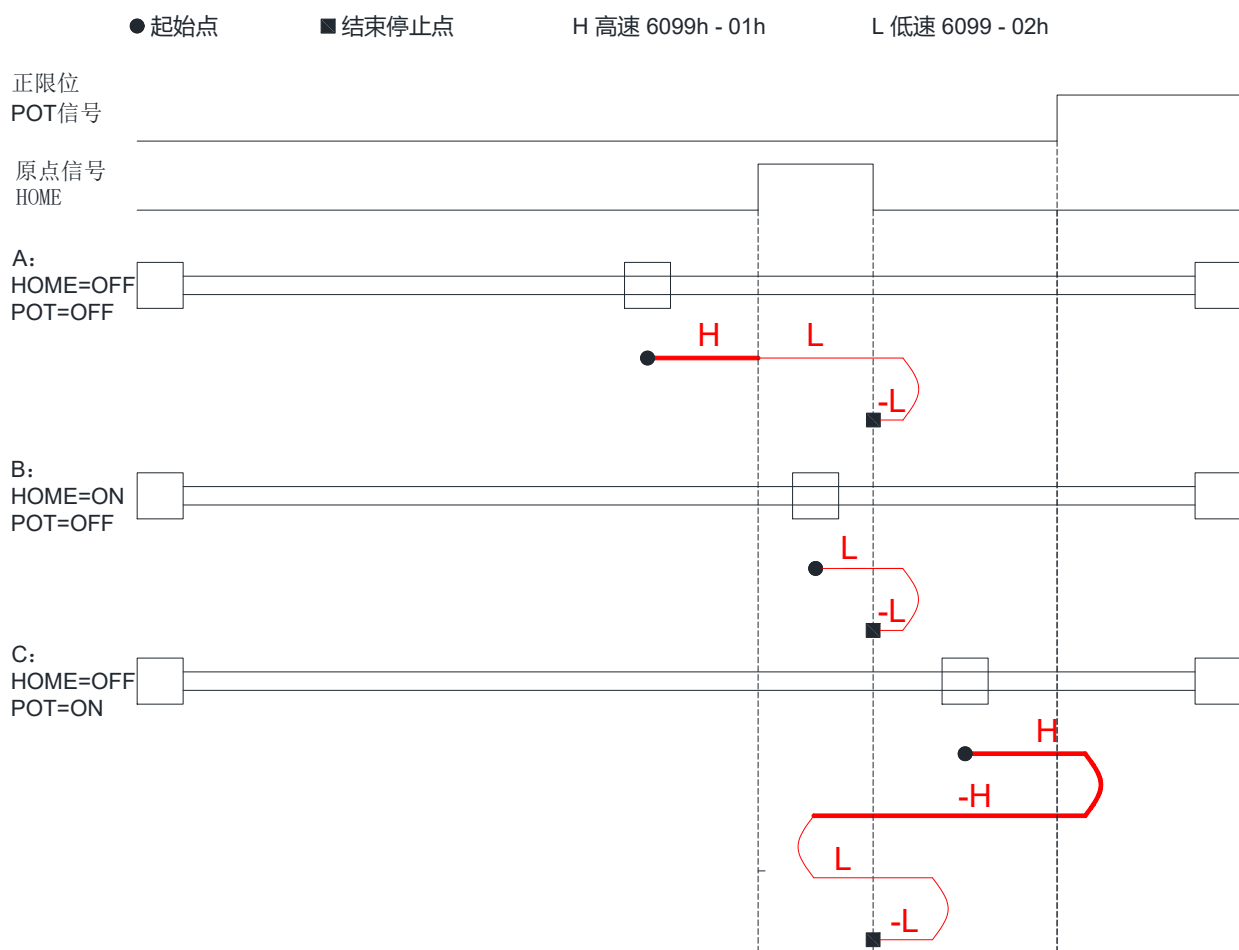 起始点 结束停止点 H 高速 6099h - 01h L 低速 6099 - 02h
正限位
POT信号
原点信号
HOME
A：
HOME=OFF
POT=OFF
H L
-L
B：
HOME=ON
POT=OFF
L
-L
C：
HOME=OFF
POT=ON
H
-H
L
-L